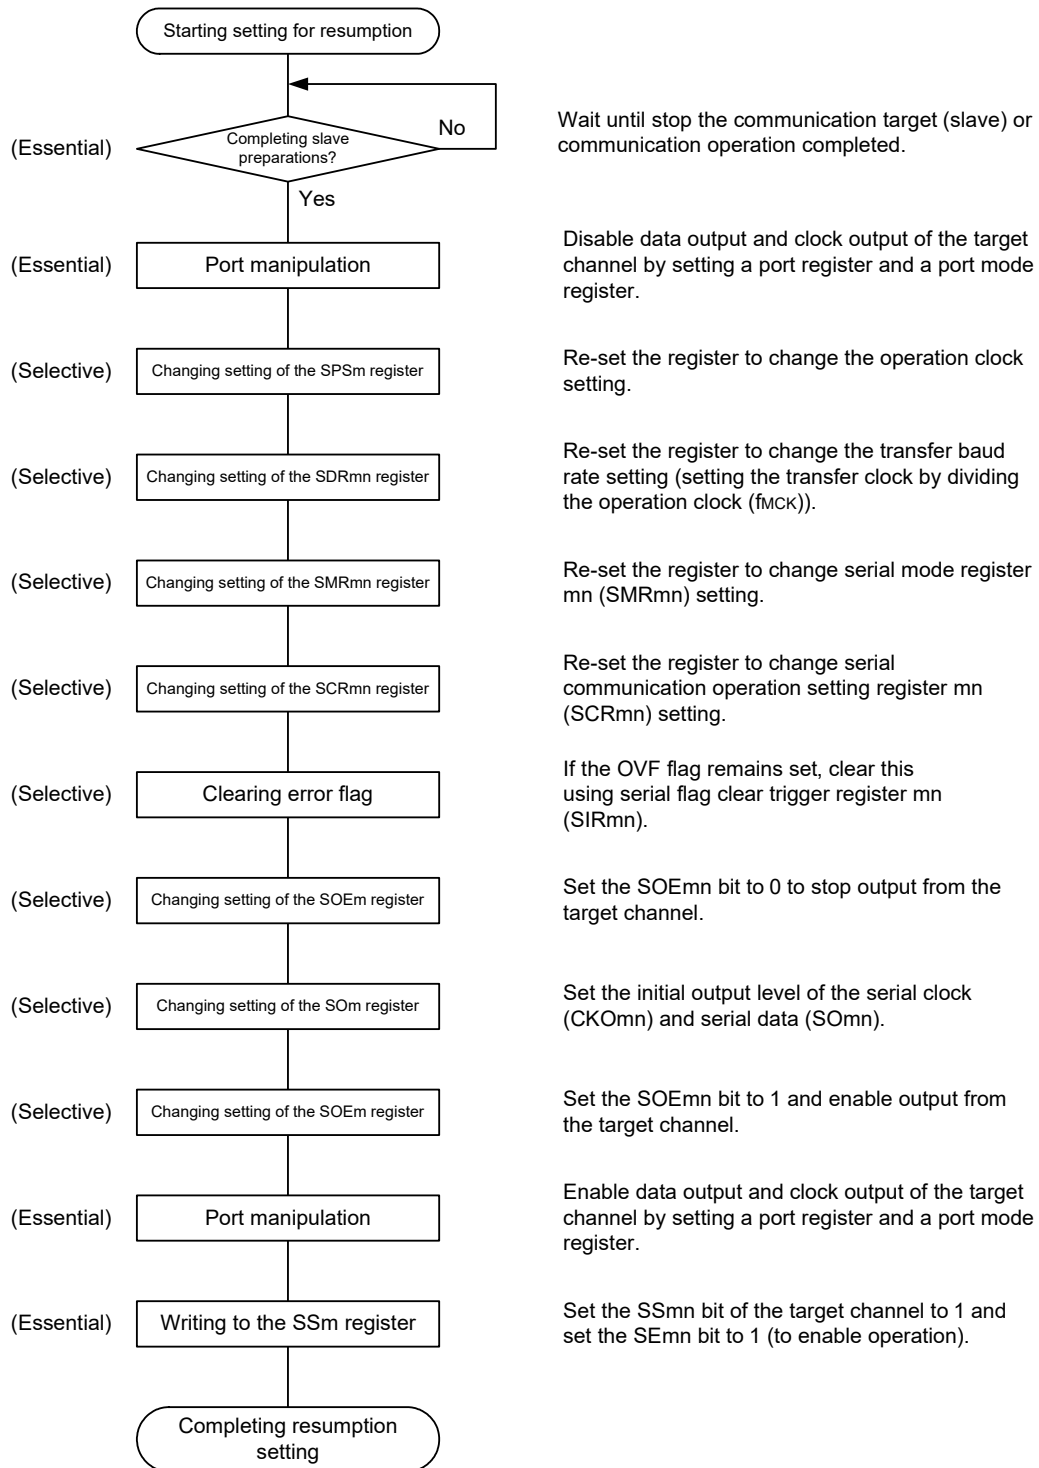 Starting setting for resumption
(Essential)
Completing slave
preparations?
No
Yes
Wait until stop the communication target (slave) or
communication operation completed.
(Essential)
Port manipulation
Disable data output and clock output of the target
channel by setting a port register and a port mode
register.
(Selective)
Changing setting of the SPSm register
Re-set the register to change the operation clock
setting.
(Selective)
Changing setting of the SDRmn register
Re-set the register to change the transfer baud
rate setting (setting the transfer clock by dividing
the operation clock (fMCK)).
(Selective)
Changing setting of the SMRmn register
Re-set the register to change serial mode register
mn (SMRmn) setting.
(Selective)
Changing setting of the SCRmn register
Re-set the register to change serial
communication operation setting register mn
(SCRmn) setting.
(Selective)
Clearing error flag
If the OVF flag remains set, clear this
using serial flag clear trigger register mn
(SIRmn).
(Selective)
Changing setting of the SOEm register
Set the SOEmn bit to 0 to stop output from the
target channel.
(Selective)
Changing setting of the SOm register
Set the initial output level of the serial clock
(CKOmn) and serial data (SOmn).
(Selective)
Changing setting of the SOEm register
Set the SOEmn bit to 1 and enable output from
the target channel.
(Essential)
Port manipulation
Enable data output and clock output of the target
channel by setting a port register and a port mode
register.
(Essential)
Writing to the SSm register
Set the SSmn bit of the target channel to 1 and
set the SEmn bit to 1 (to enable operation).
Completing resumption
setting